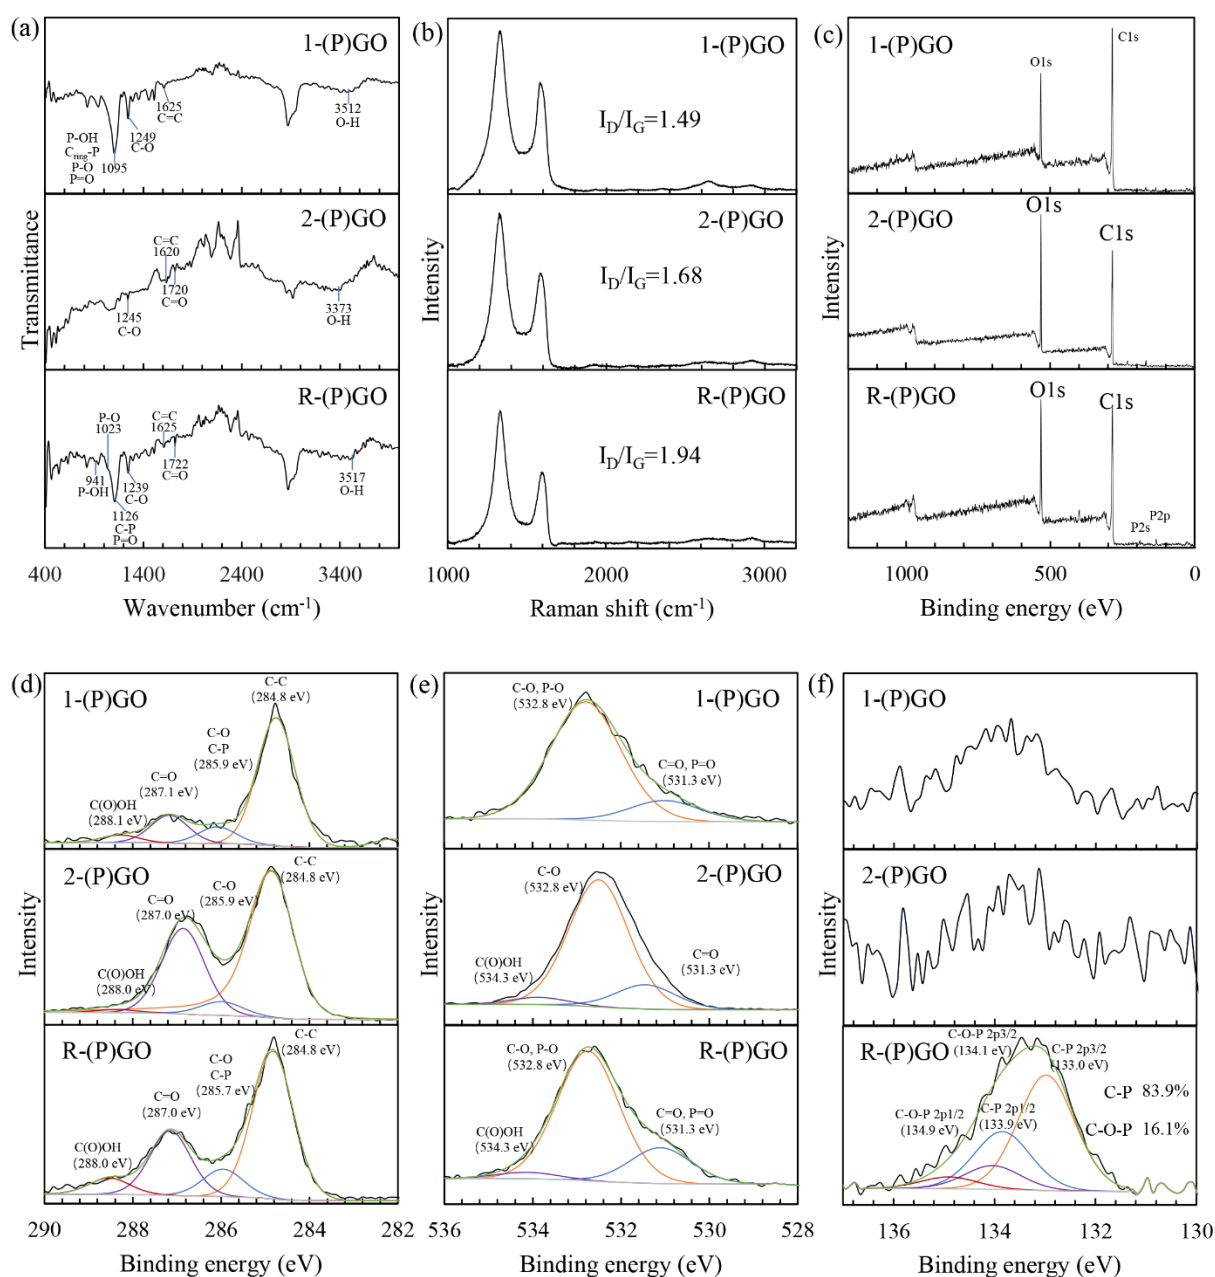 (a)
1-(P)GO
1625
C=C
3512
O-H
P-OH
C_ring-P
P-O
P=O
1249
C-O
1095
2-(P)GO
C=C
1620
1720
C=O
1245
C-O
3373
O-H
R-(P)GO
P-O
1023
C=C
1625
1722
C=O
941
P-OH
1239
C-O
3517
O-H
1126
C-P
P=O
Transmittance
400 1400 2400 3400
Wavenumber (cm⁻¹)
(b)
1-(P)GO
I_D/I_G=1.49
2-(P)GO
I_D/I_G=1.68
R-(P)GO
I_D/I_G=1.94
Intensity
1000 2000 3000
Raman shift (cm⁻¹)
(c)
1-(P)GO
O1s
C1s
2-(P)GO
O1s
C1s
R-(P)GO
O1s
C1s
P2s
P2p
Intensity
1000 500 0
Binding energy (eV)
(d)
1-(P)GO
C-C
(284.8 eV)
C-O
C-P
(285.9 eV)
C=O
(287.1 eV)
C(O)OH
(288.1 eV)
2-(P)GO
C-C
(284.8 eV)
C-O
(285.9 eV)
C=O
(287.0 eV)
C(O)OH
(288.0 eV)
R-(P)GO
C-C
(284.8 eV)
C-O
C-P
(285.7 eV)
C=O
(287.0 eV)
C(O)OH
(288.0 eV)
Intensity
290 288 286 284 282
Binding energy (eV)
(e)
1-(P)GO
C-O, P-O
(532.8 eV)
C=O, P=O
(531.3 eV)
2-(P)GO
C-O
(532.8 eV)
C=O
(531.3 eV)
C(O)OH
(534.3 eV)
R-(P)GO
C-O, P-O
(532.8 eV)
C=O, P=O
(531.3 eV)
C(O)OH
(534.3 eV)
Intensity
536 534 532 530 528
Binding energy (eV)
(f)
1-(P)GO
2-(P)GO
R-(P)GO
C-O-P 2p3/2
(134.1 eV)
C-P 2p3/2
(133.0 eV)
C-P 83.9%
C-O-P 2p1/2
(134.9 eV)
C-P 2p1/2
(133.9 eV)
C-O-P 16.1%
Intensity
136 134 132 130
Binding energy (eV)